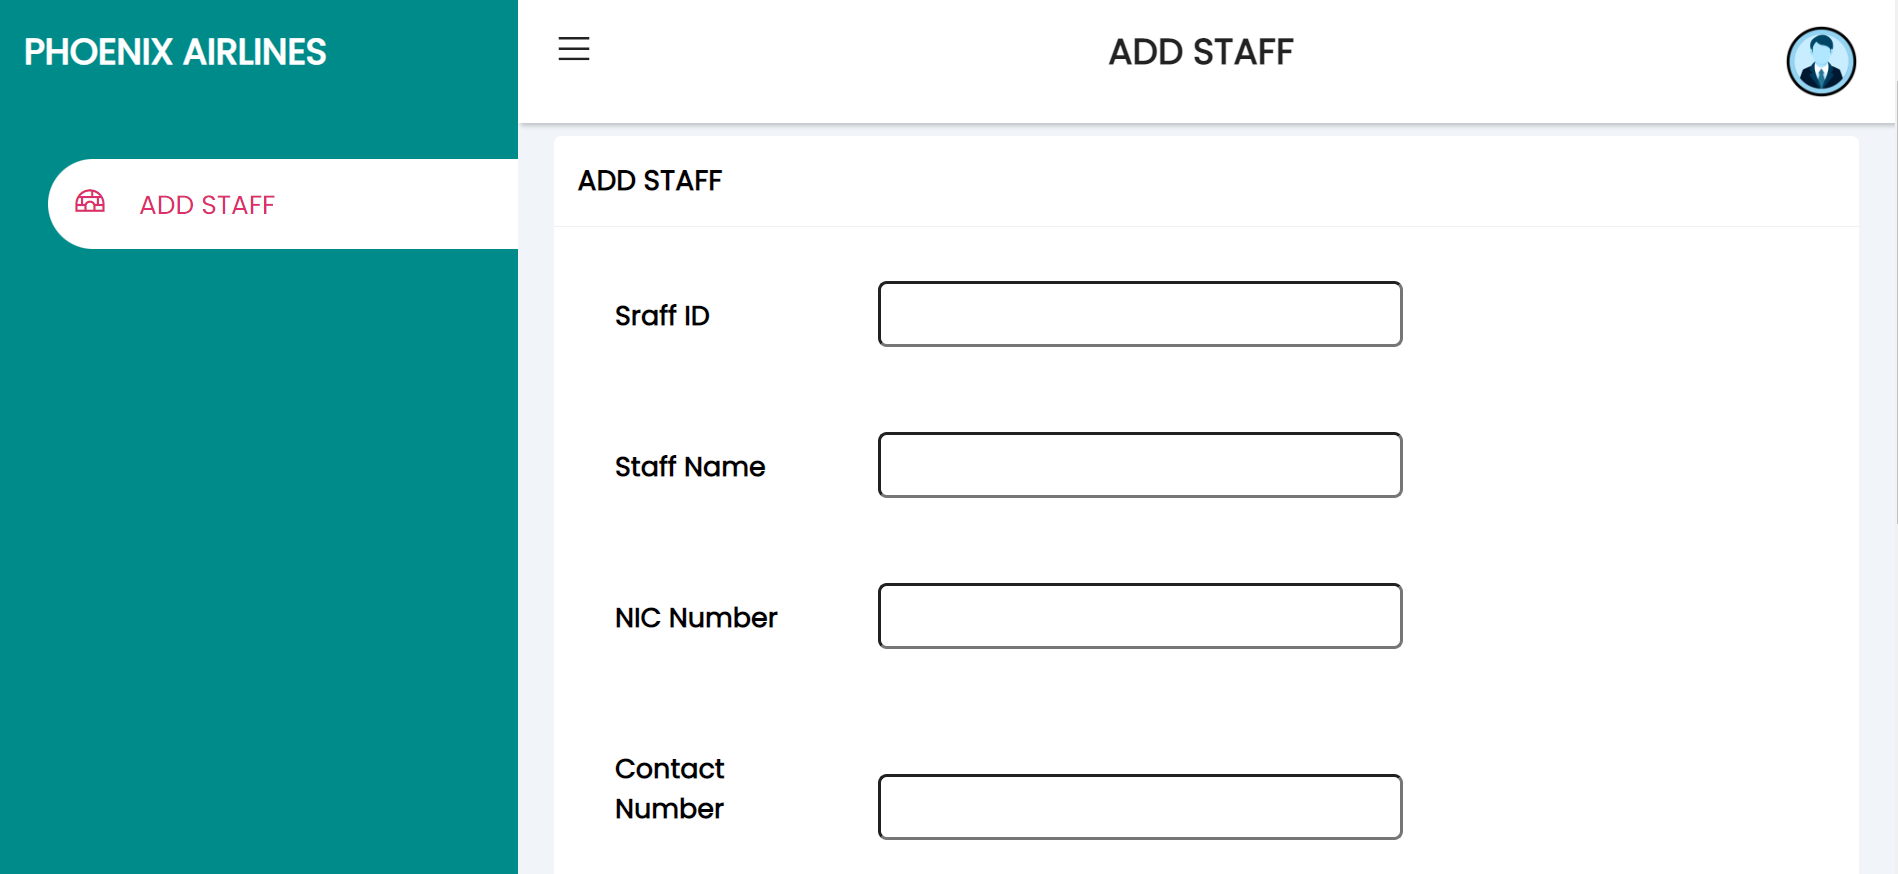 PHOENIX AIRLINES
ADD STAFF
ADD STAFF
ADD STAFF
Sraff ID
Staff Name
NIC Number
Contact
Number